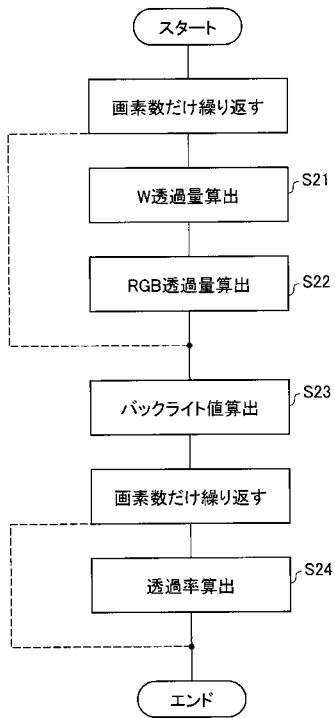 スタート
画素数だけ繰り返す
W透過量算出
S21
RGB透過量算出
S22
バックライト値算出
S23
画素数だけ繰り返す
透過率算出
S24
エンド